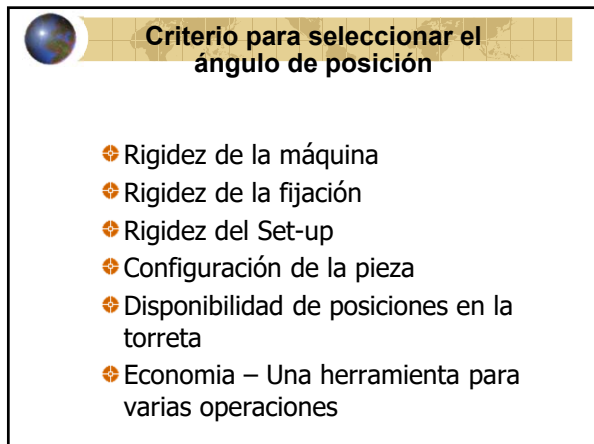 Criterio para seleccionar el
ángulo de posición
Rigidez de la máquina
Rigidez de la fijación
Rigidez del Set-up
Configuración de la pieza
Disponibilidad de posiciones en la
torreta
Economia – Una herramienta para
varias operaciones